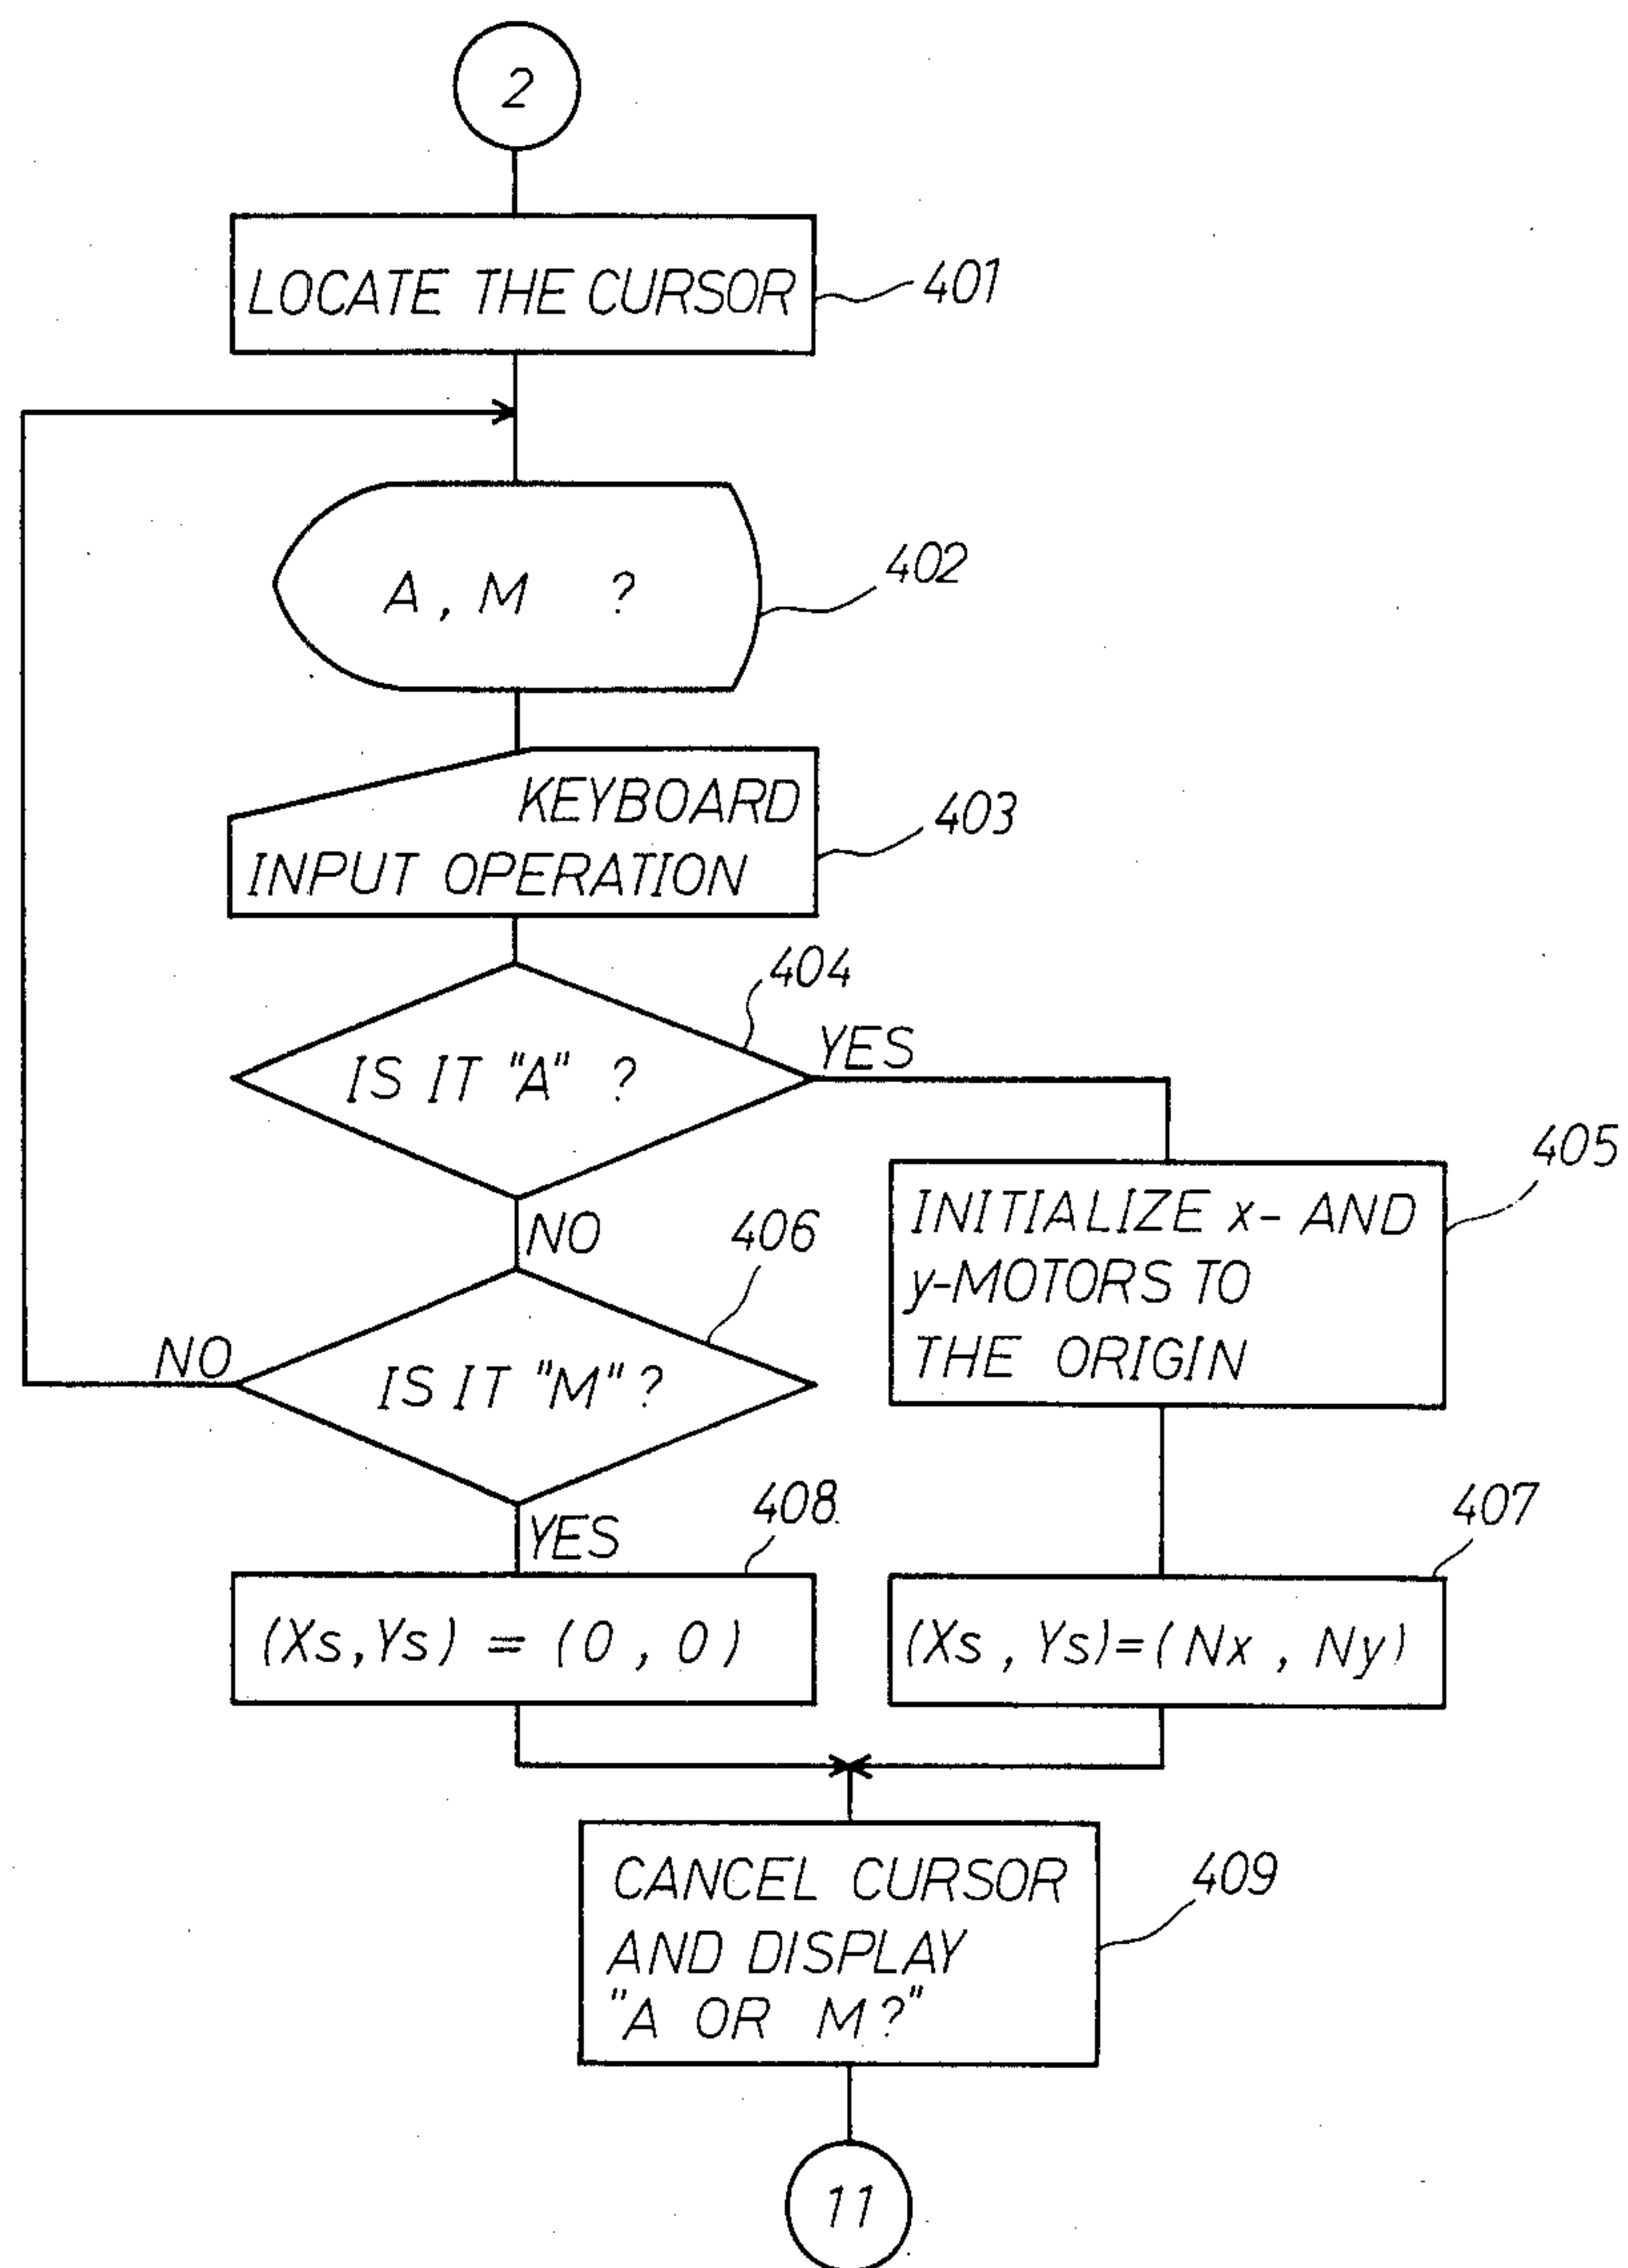 2
LOCATE THE CURSOR
401
A, M ?
402
KEYBOARD
INPUT OPERATION
403
404
IS IT "A" ?
YES
405
INITIALIZE x- AND
y-MOTORS TO
THE ORIGIN
NO
406
NO
IS IT "M" ?
YES
408
407
(Xs, Ys) = (0, 0)
(Xs, Ys) = (Nx, Ny)
CANCEL CURSOR
AND DISPLAY
"A OR M?"
409
11